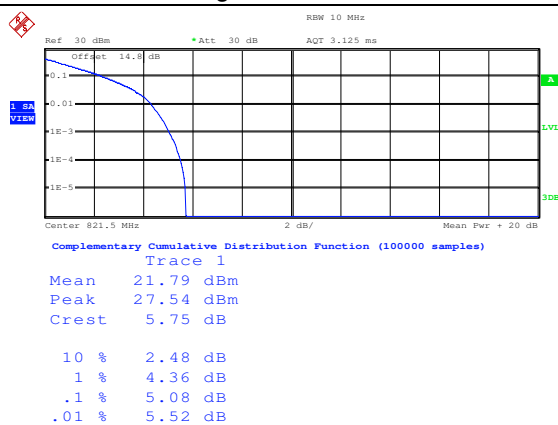 RBW 10 MHz
Ref 30 dBm *Att 30 dB AQT 3.125 ms
Offset 14.8 dB
0.1
A
0.01
1 SA
VIEW
1E-3
LVL
1E-4
1E-5
3DB
Center 821.5 MHz 2 dB/ Mean Pwr + 20 dB
Complementary Cumulative Distribution Function (100000 samples)
Trace 1
Mean 21.79 dBm
Peak 27.54 dBm
Crest 5.75 dB
10 % 2.48 dB
1 % 4.36 dB
.1 % 5.08 dB
.01 % 5.52 dB